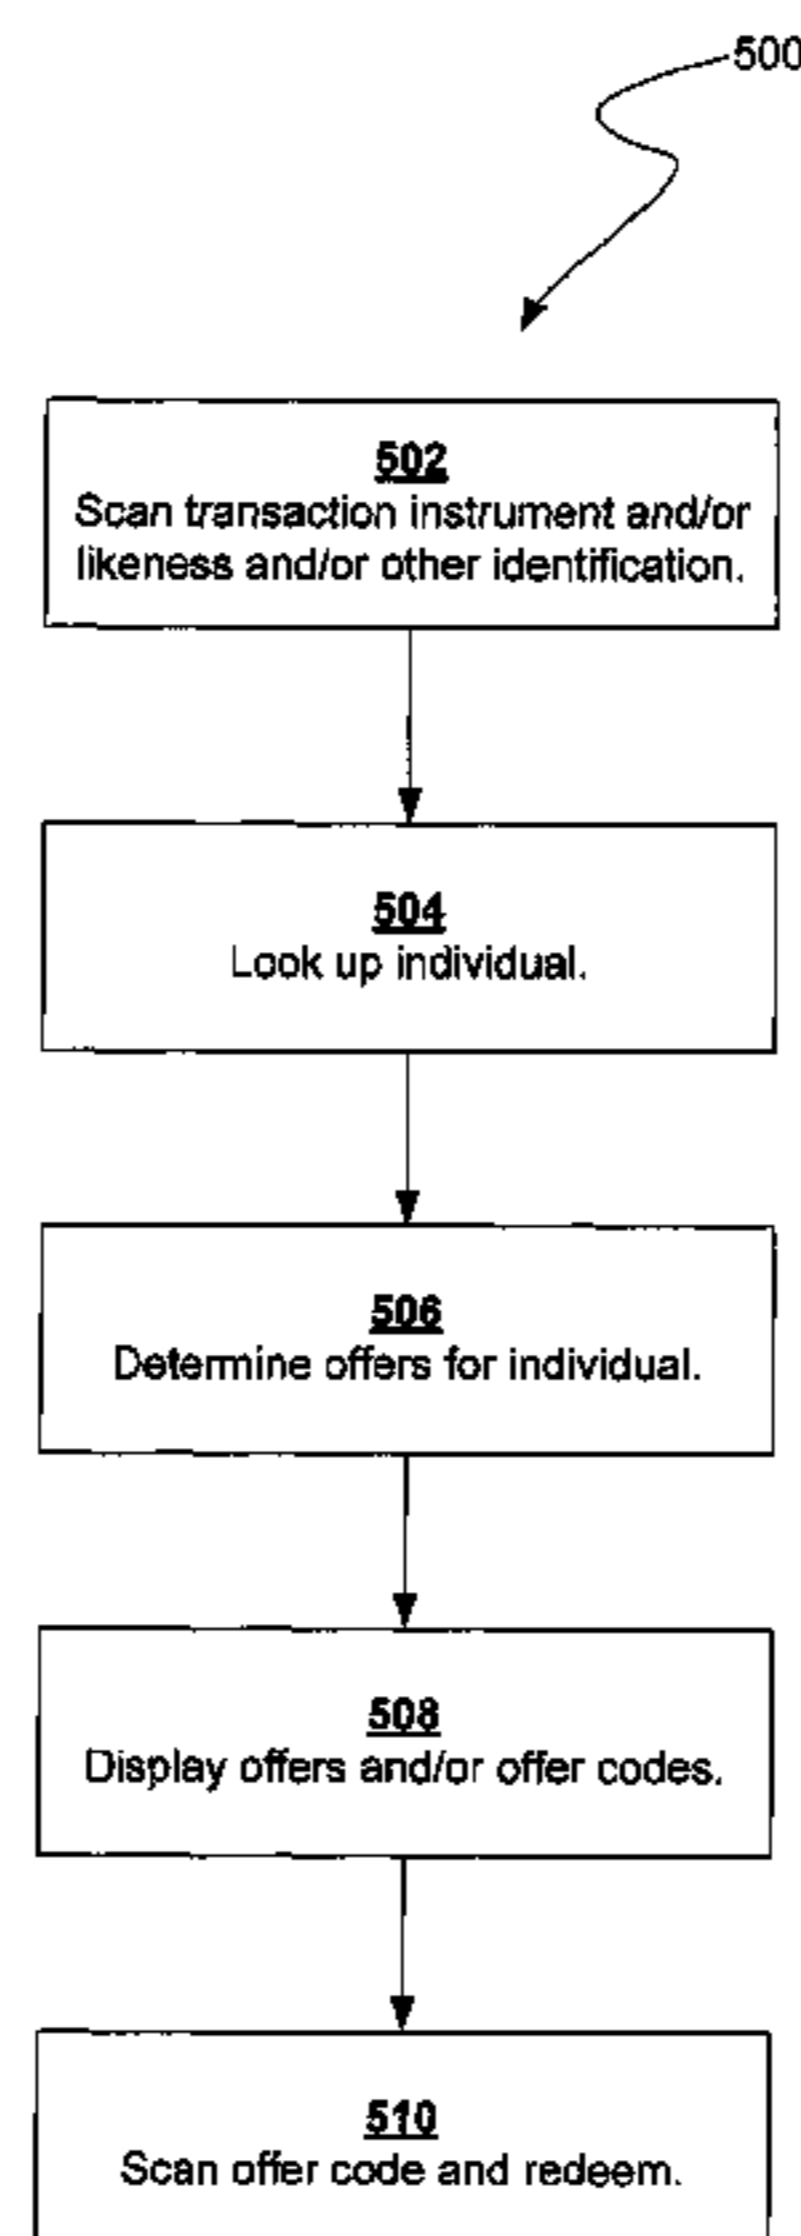 500
502
Scan transaction instrument and/or
likeness and/or other identification.
504
Look up individual.
506
Determine offers for individual.
508
Display offers and/or offer codes.
510
Scan offer code and redeem.